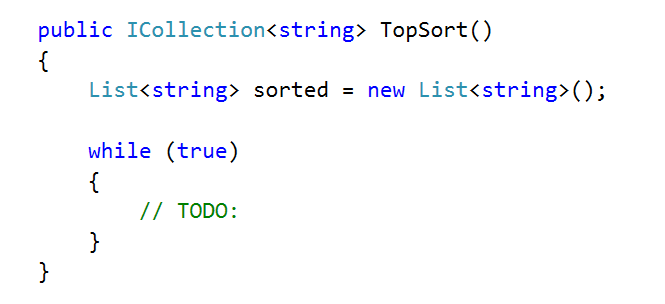 public ICollection<string> TopSort()
{
    List<string> sorted = new List<string>();

    while (true)
    {
        // TODO:
    }
}